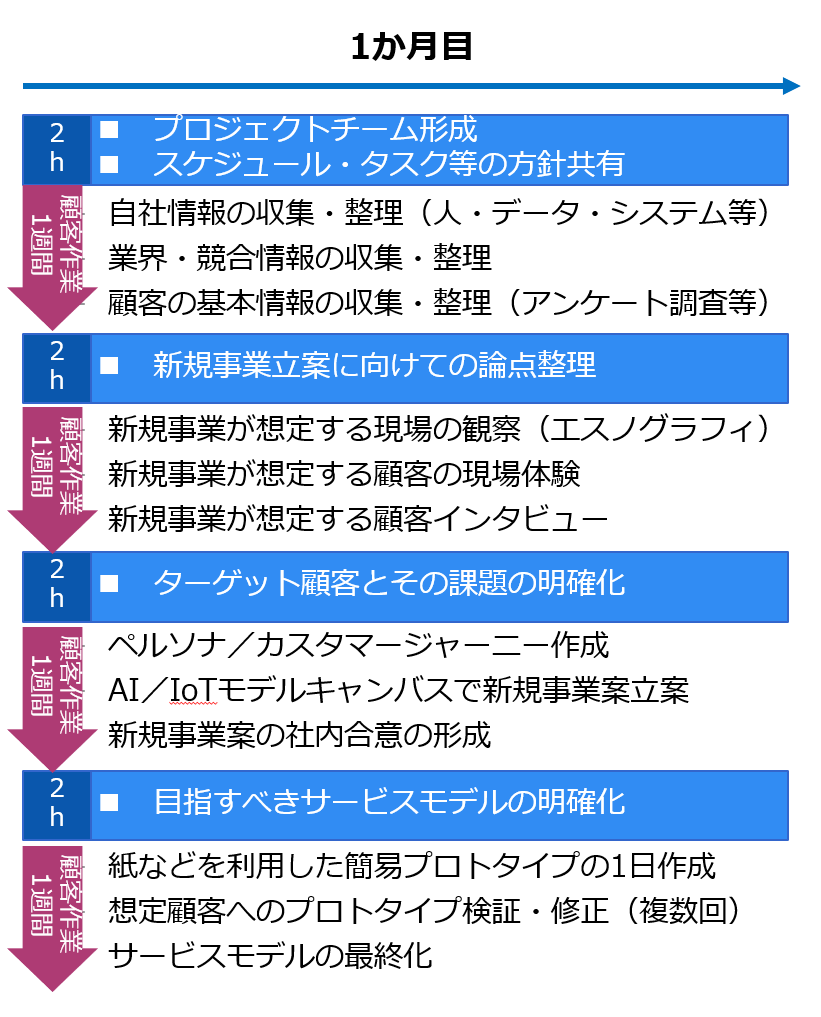 1か月目
2h
■ プロジェクトチーム形成
■ スケジュール・タスク等の方針共有
顧客作業
1週間
自社情報の収集・整理（人・データ・システム等）
業界・競合情報の収集・整理
顧客の基本情報の収集・整理（アンケート調査等）
2h
■ 新規事業立案に向けての論点整理
顧客作業
1週間
新規事業が想定する現場の観察（エスノグラフィ）
新規事業が想定する顧客の現場体験
新規事業が想定する顧客インタビュー
2h
■ ターゲット顧客とその課題の明確化
顧客作業
1週間
ペルソナ／カスタマージャーニー作成
AI／IoTモデルキャンバスで新規事業案立案
新規事業案の社内合意の形成
2h
■ 目指すべきサービスモデルの明確化
顧客作業
1週間
紙などを利用した簡易プロトタイプの1日作成
想定顧客へのプロトタイプ検証・修正（複数回）
サービスモデルの最終化